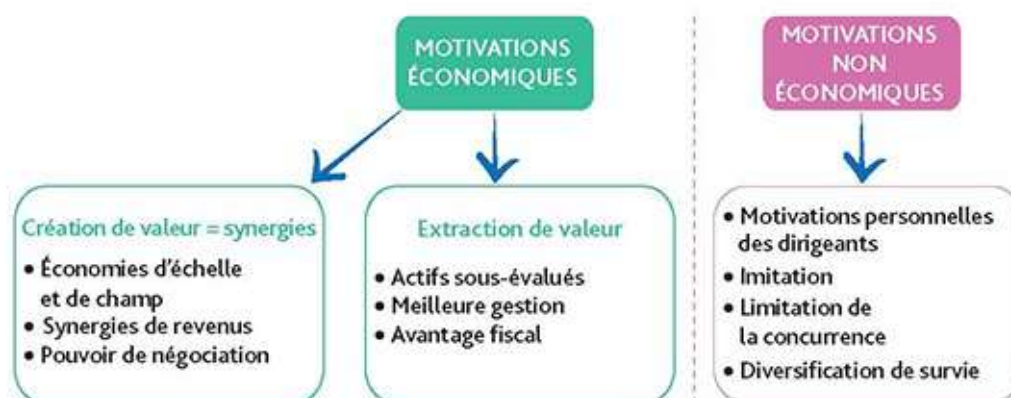 MOTIVATIONS
ÉCONOMIQUES
MOTIVATIONS
NON
ÉCONOMIQUES
Création de valeur = synergies
• Économies d'échelle
et de champ
• Synergies de revenus
• Pouvoir de négociation
Extraction de valeur
• Actifs sous-évalués
• Meilleure gestion
• Avantage fiscal
• Motivations personnelles
des dirigeants
• Imitation
• Limitation de
la concurrence
• Diversification de survie